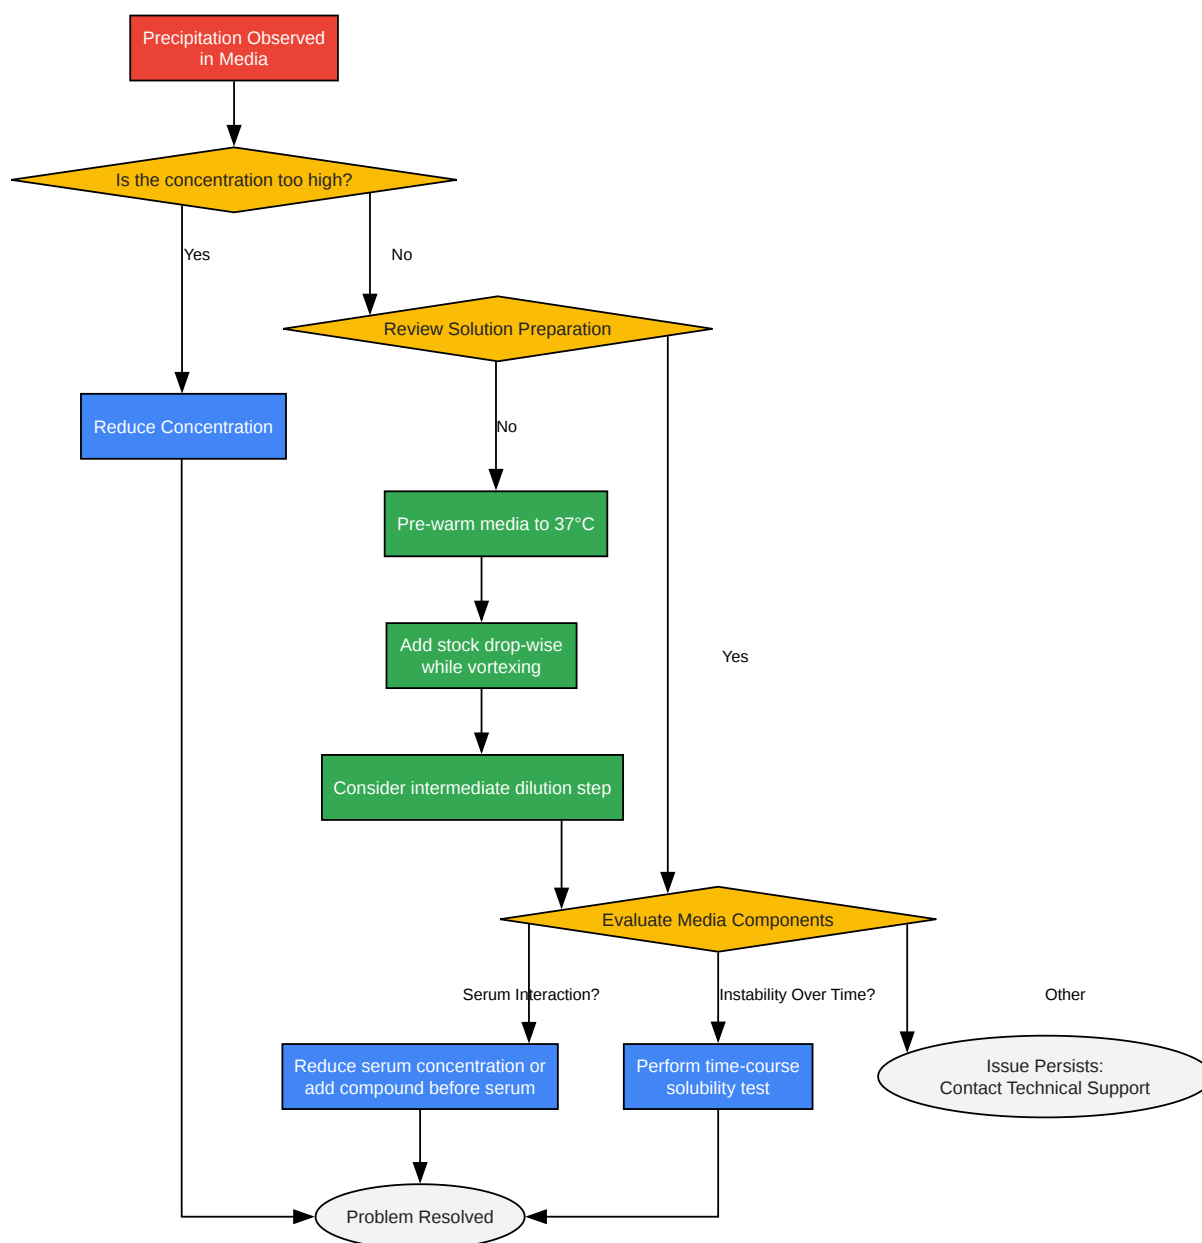 Precipitation Observed
in Media
Is the concentration too high?
Yes
No
Review Solution Preparation
Reduce Concentration
No
Pre-warm media to 37°C
Add stock drop-wise
while vortexing
Yes
Consider intermediate dilution step
Evaluate Media Components
Serum Interaction?
Instability Over Time?
Other
Reduce serum concentration or
add compound before serum
Perform time-course
solubility test
Issue Persists:
Contact Technical Support
Problem Resolved